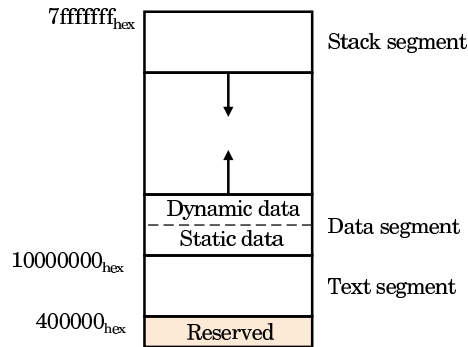 7fffffff hex
Stack segment
Dynamic data
Static data
Data segment
10000000 hex
Text segment
400000 hex
Reserved